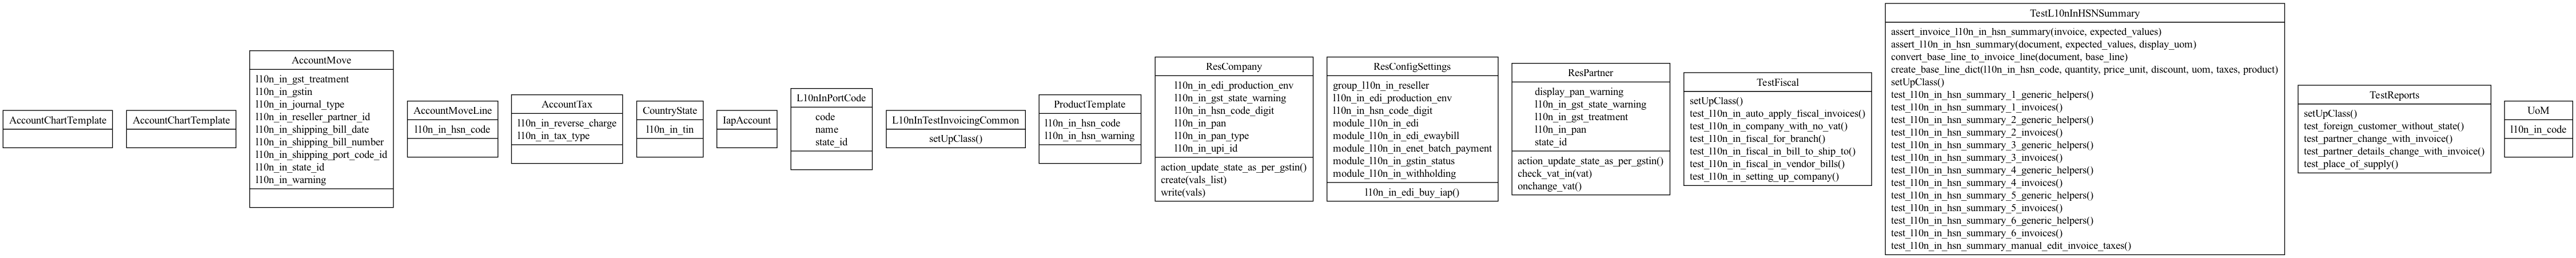 AccountChartTemplate
AccountChartTemplate
AccountMove
l10n_in_gst_treatment
l10n_in_gstin
l10n_in_journal_type
l10n_in_reseller_partner_id
l10n_in_shipping_bill_date
l10n_in_shipping_bill_number
l10n_in_shipping_port_code_id
l10n_in_state_id
l10n_in_warning
AccountMoveLine
l10n_in_hsn_code
AccountTax
l10n_in_reverse_charge
l10n_in_tax_type
CountryState
l10n_in_tin
IapAccount
L10nInPortCode
code
name
state_id
L10nInTestInvoicingCommon
setUpClass()
ProductTemplate
l10n_in_hsn_code
l10n_in_hsn_warning
ResCompany
l10n_in_edi_production_env
l10n_in_gst_state_warning
l10n_in_hsn_code_digit
l10n_in_pan
l10n_in_pan_type
l10n_in_upi_id
action_update_state_as_per_gstin()
create(vals_list)
write(vals)
ResConfigSettings
group_l10n_in_reseller
l10n_in_edi_production_env
l10n_in_hsn_code_digit
module_l10n_in_edi
module_l10n_in_edi_ewaybill
module_l10n_in_enet_batch_payment
module_l10n_in_gstin_status
module_l10n_in_withholding
l10n_in_edi_buy_iap()
ResPartner
display_pan_warning
l10n_in_gst_state_warning
l10n_in_gst_treatment
l10n_in_pan
state_id
action_update_state_as_per_gstin()
check_vat_in(vat)
onchange_vat()
TestFiscal
setUpClass()
test_l10n_in_auto_apply_fiscal_invoices()
test_l10n_in_company_with_no_vat()
test_l10n_in_fiscal_for_branch()
test_l10n_in_fiscal_in_bill_to_ship_to()
test_l10n_in_fiscal_in_vendor_bills()
test_l10n_in_setting_up_company()
TestL10nInHSNSummary
assert_invoice_l10n_in_hsn_summary(invoice, expected_values)
assert_l10n_in_hsn_summary(document, expected_values, display_uom)
convert_base_line_to_invoice_line(document, base_line)
create_base_line_dict(l10n_in_hsn_code, quantity, price_unit, discount, uom, taxes, product)
setUpClass()
test_l10n_in_hsn_summary_1_generic_helpers()
test_l10n_in_hsn_summary_1_invoices()
test_l10n_in_hsn_summary_2_generic_helpers()
test_l10n_in_hsn_summary_2_invoices()
test_l10n_in_hsn_summary_3_generic_helpers()
test_l10n_in_hsn_summary_3_invoices()
test_l10n_in_hsn_summary_4_generic_helpers()
test_l10n_in_hsn_summary_4_invoices()
test_l10n_in_hsn_summary_5_generic_helpers()
test_l10n_in_hsn_summary_5_invoices()
test_l10n_in_hsn_summary_6_generic_helpers()
test_l10n_in_hsn_summary_6_invoices()
test_l10n_in_hsn_summary_manual_edit_invoice_taxes()
TestReports
setUpClass()
test_foreign_customer_without_state()
test_partner_change_with_invoice()
test_partner_details_change_with_invoice()
test_place_of_supply()
UoM
l10n_in_code